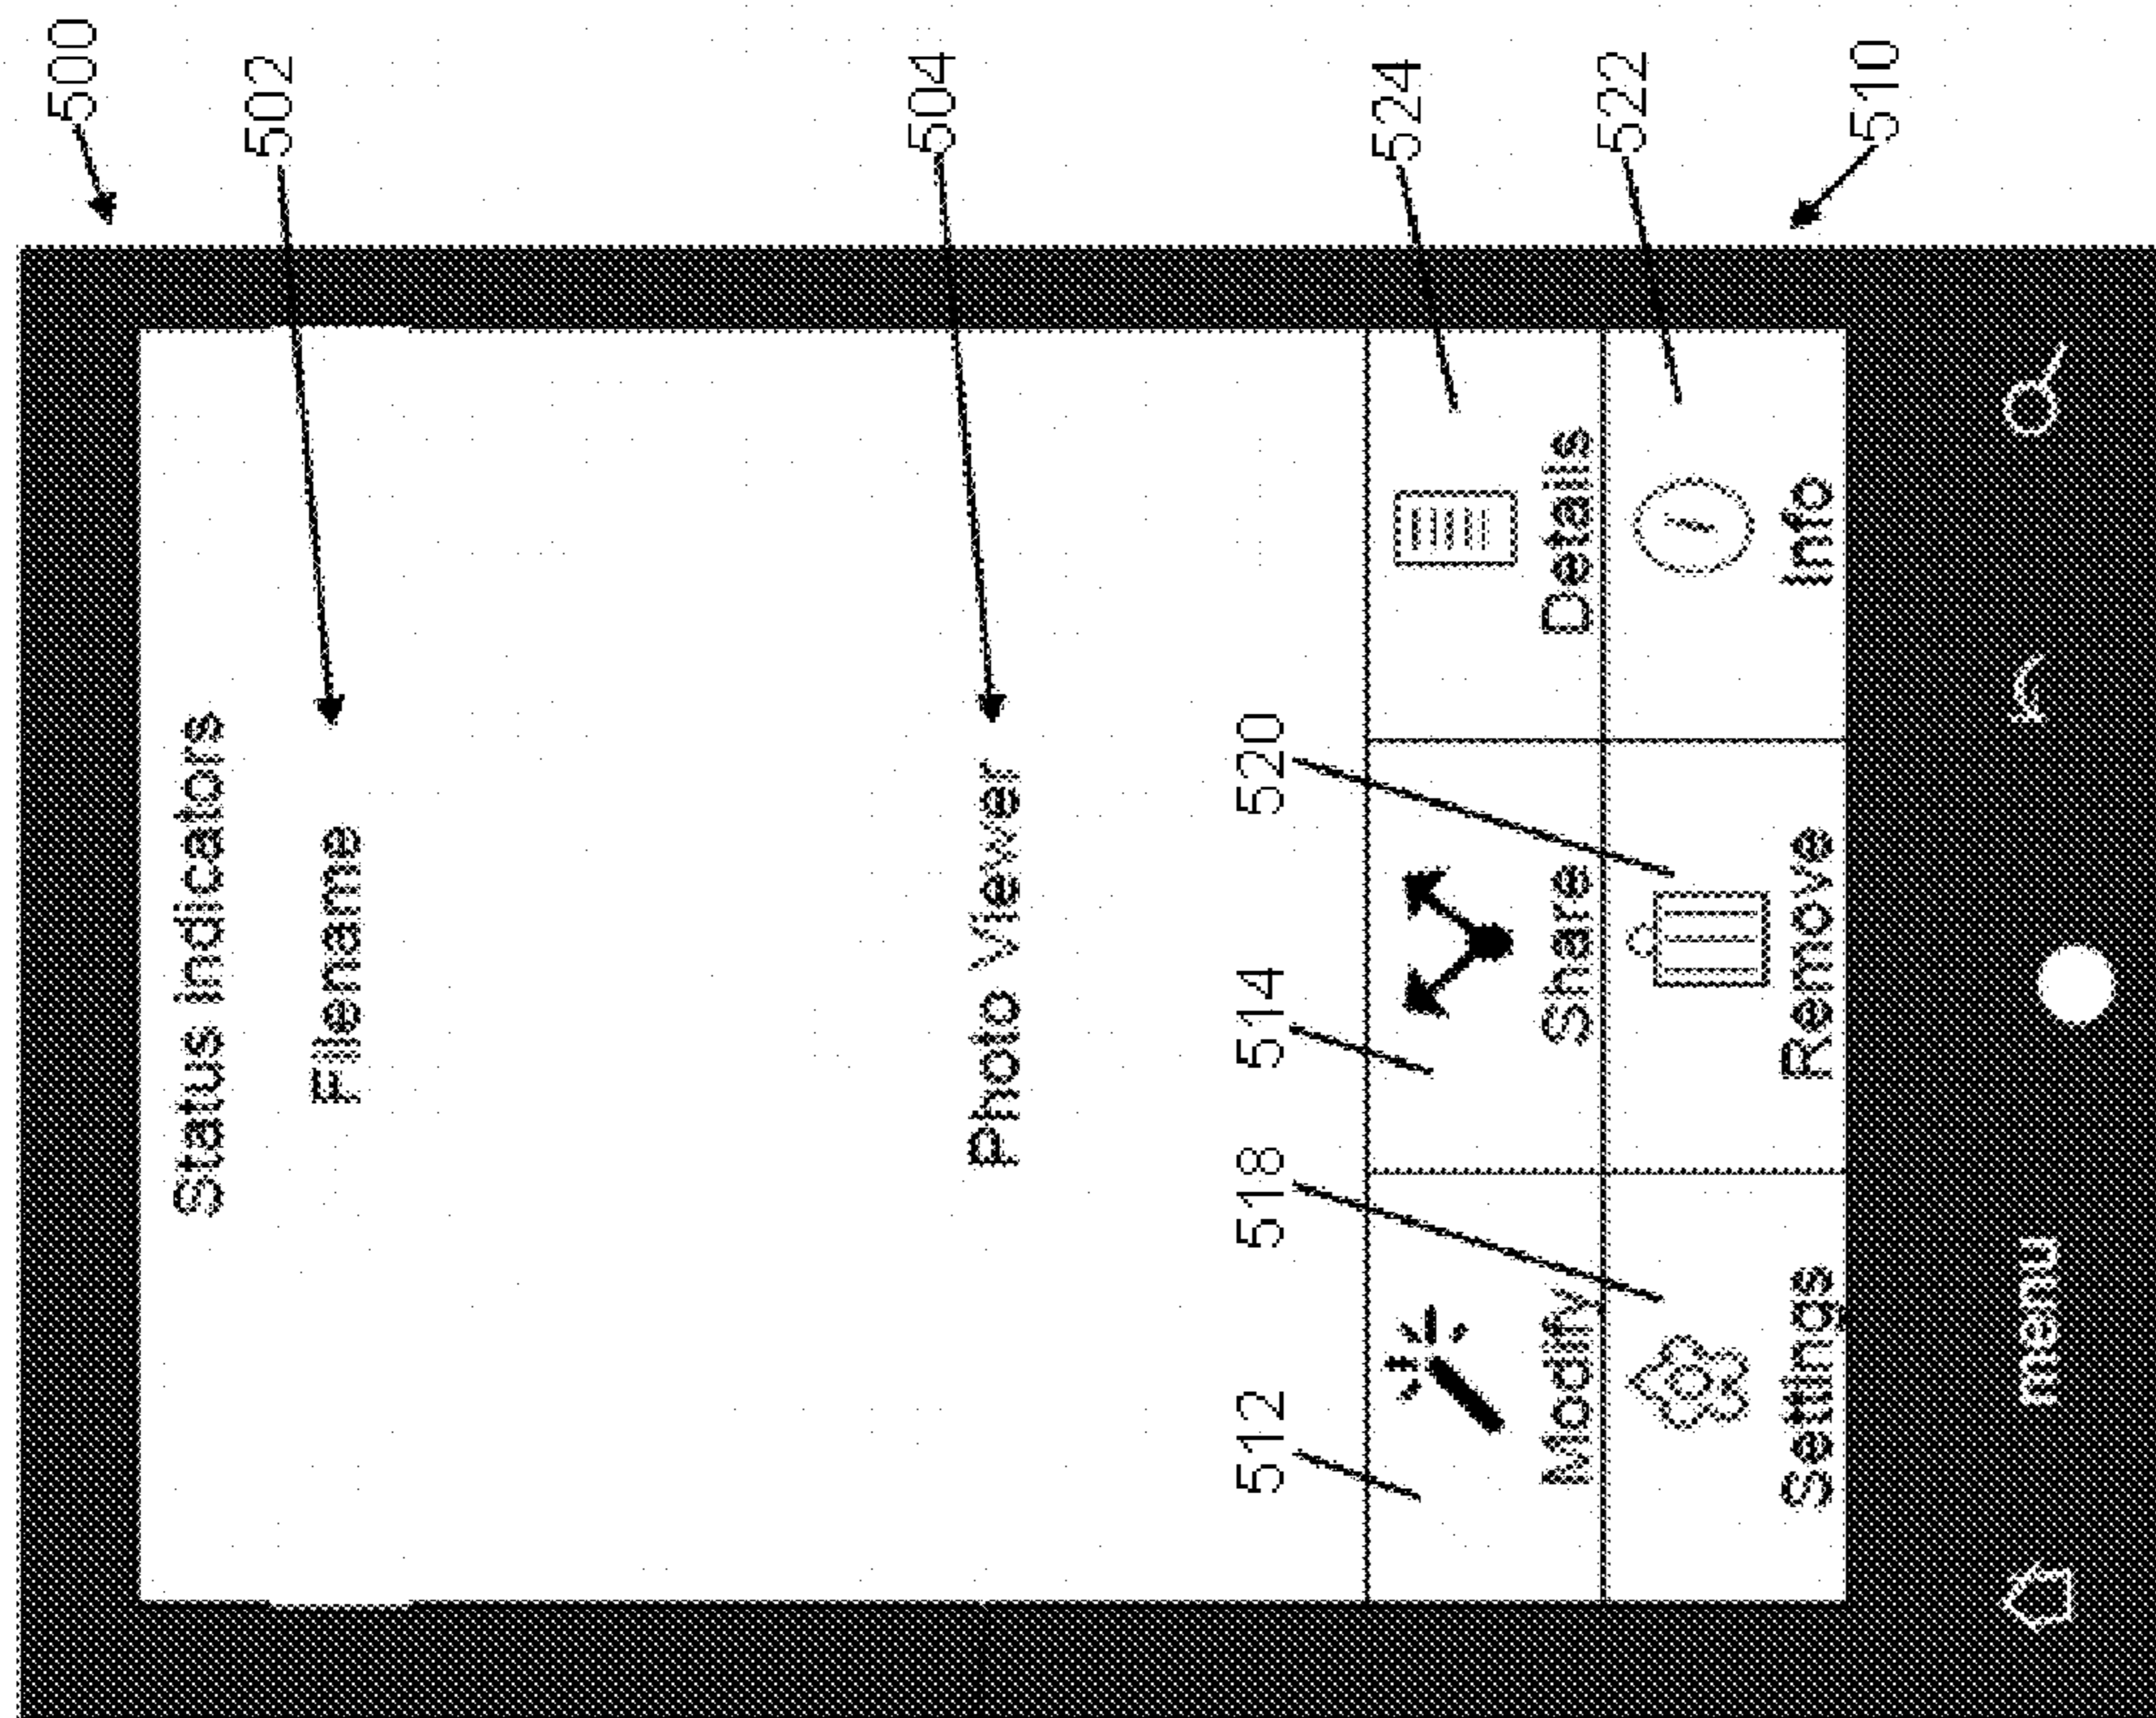 500
Status indicators
502
Filename
504
Photo Viewer
512
518
514
520
524
Modify
Share
Details
522
Settings
Remove
i
Info
510
menu